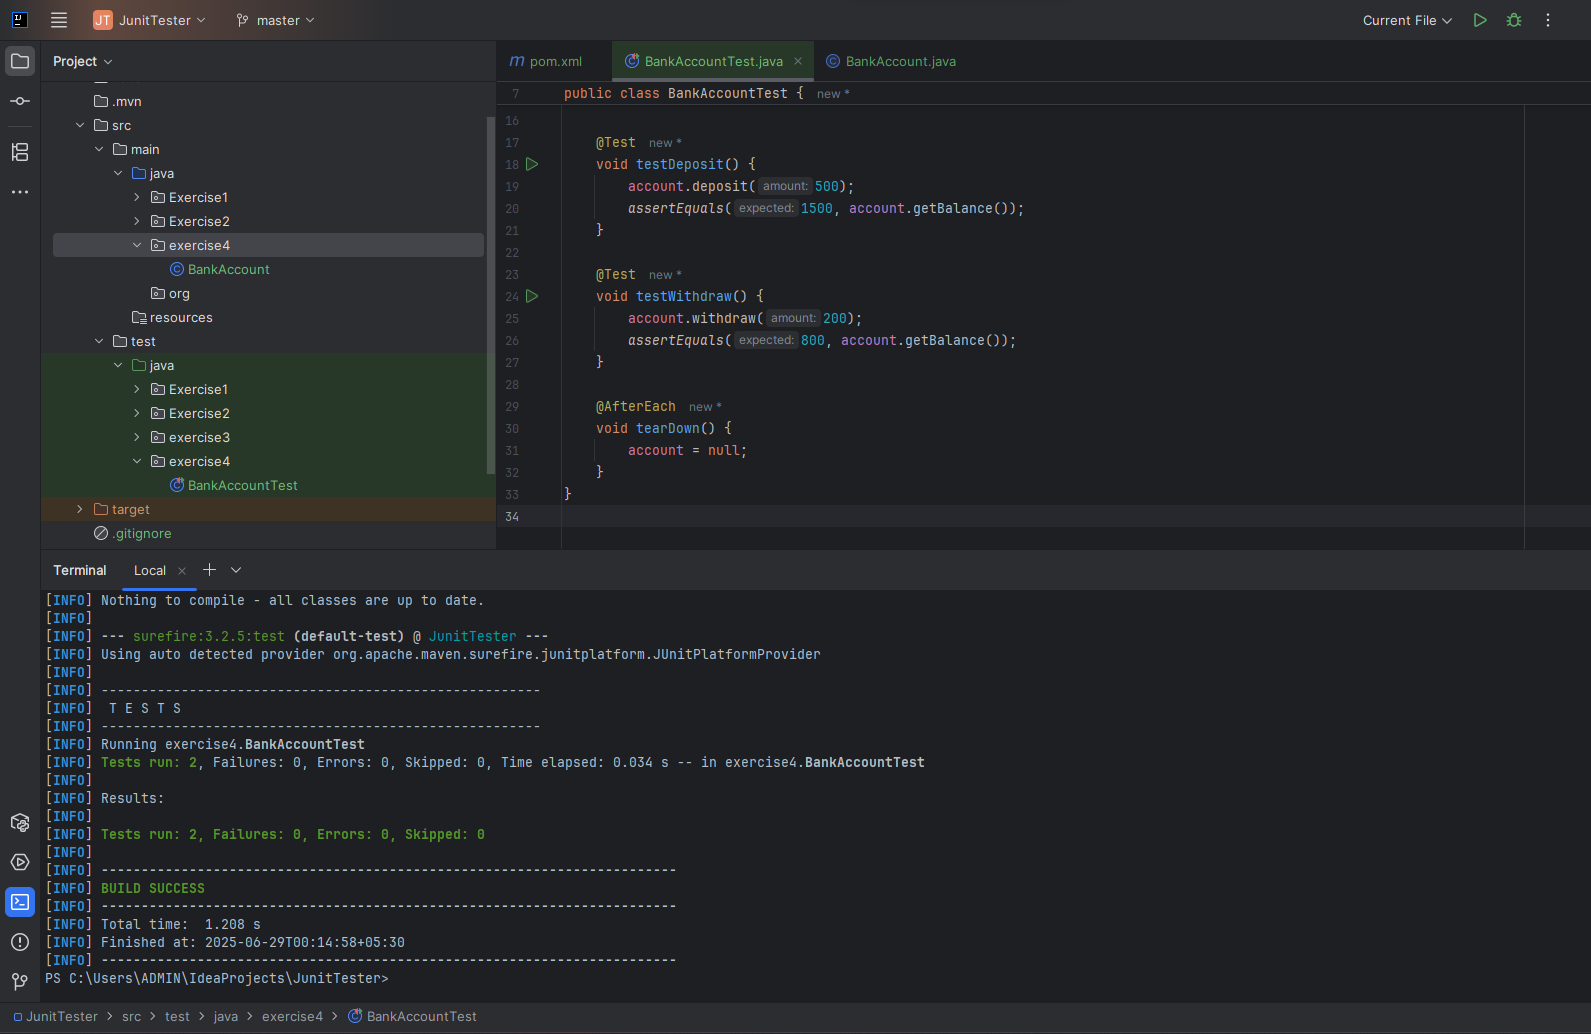 JT JunitTester master Current File
Project
pom.xml BankAccountTest.java BankAccount.java
.mvn
src
main
java
Exercise1
Exercise2
exercise4
BankAccount
org
resources
test
java
Exercise1
Exercise2
exercise3
exercise4
BankAccountTest
target
.gitignore
7 public class BankAccountTest { new *
16
17 @Test new *
18 void testDeposit() {
19 account.deposit( amount: 500);
20 assertEquals( expected: 1500, account.getBalance());
21 }
22
23 @Test new *
24 void testWithdraw() {
25 account.withdraw( amount: 200);
26 assertEquals( expected: 800, account.getBalance());
27 }
28
29 @AfterEach new *
30 void tearDown() {
31 account = null;
32 }
33 }
34
Terminal Local
[INFO] Nothing to compile - all classes are up to date.
[INFO]
[INFO] --- surefire:3.2.5:test (default-test) @ JunitTester ---
[INFO] Using auto detected provider org.apache.maven.surefire.junitplatform.JUnitPlatformProvider
[INFO]
[INFO] -------------------------------------------------------
[INFO]  T E S T S
[INFO] -------------------------------------------------------
[INFO] Running exercise4.BankAccountTest
[INFO] Tests run: 2, Failures: 0, Errors: 0, Skipped: 0, Time elapsed: 0.034 s -- in exercise4.BankAccountTest
[INFO]
[INFO] Results:
[INFO]
[INFO] Tests run: 2, Failures: 0, Errors: 0, Skipped: 0
[INFO]
[INFO] ------------------------------------------------------------------------
[INFO] BUILD SUCCESS
[INFO] ------------------------------------------------------------------------
[INFO] Total time:  1.208 s
[INFO] Finished at: 2025-06-29T00:14:58+05:30
[INFO] ------------------------------------------------------------------------
PS C:\Users\ADMIN\IdeaProjects\JunitTester>
JunitTester > src > test > java > exercise4 > BankAccountTest